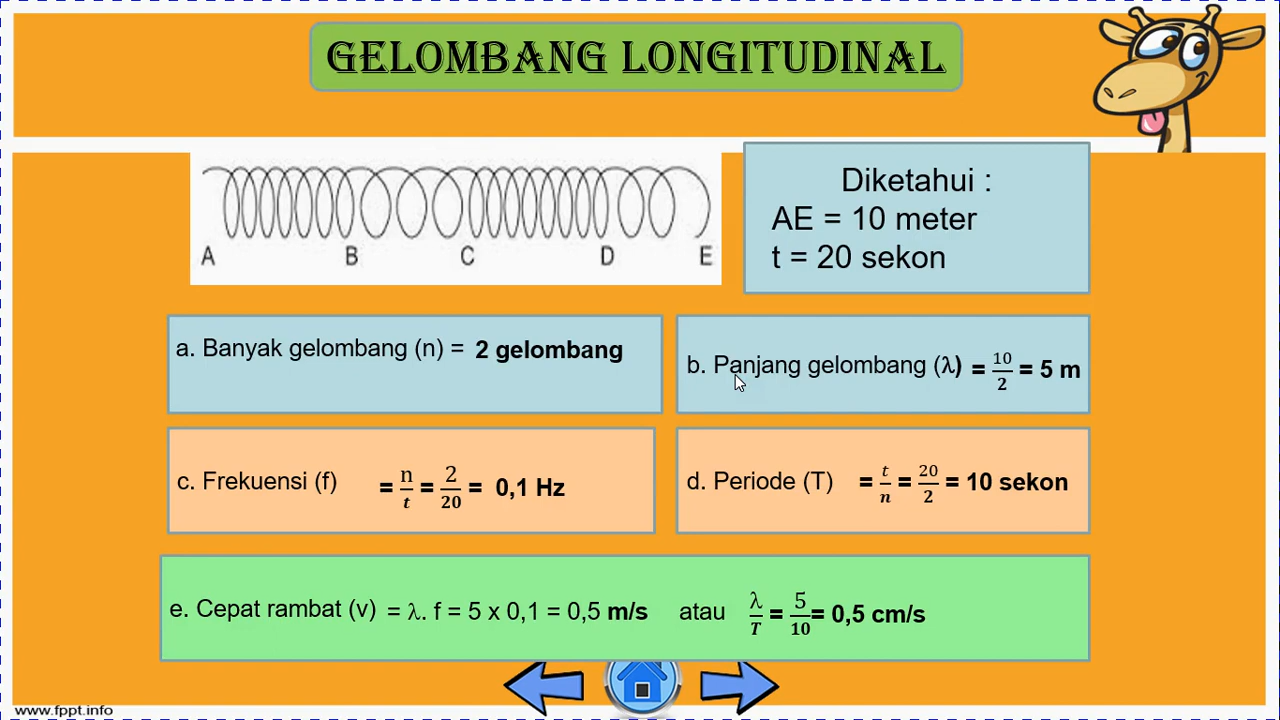 GELOMBANG LONGITUDINAL
A B C D E
Diketahui :
AE = 10 meter
t = 20 sekon
a. Banyak gelombang (n) = 2 gelombang
b. Panjang gelombang (λ) = 10/2 = 5 m
c. Frekuensi (f) = n/t = 2/20 = 0,1 Hz
d. Periode (T) = t/n = 20/2 = 10 sekon
e. Cepat rambat (v) = λ. f = 5 x 0,1 = 0,5 m/s atau λ/T = 5/10 = 0,5 cm/s
www.fppt.info